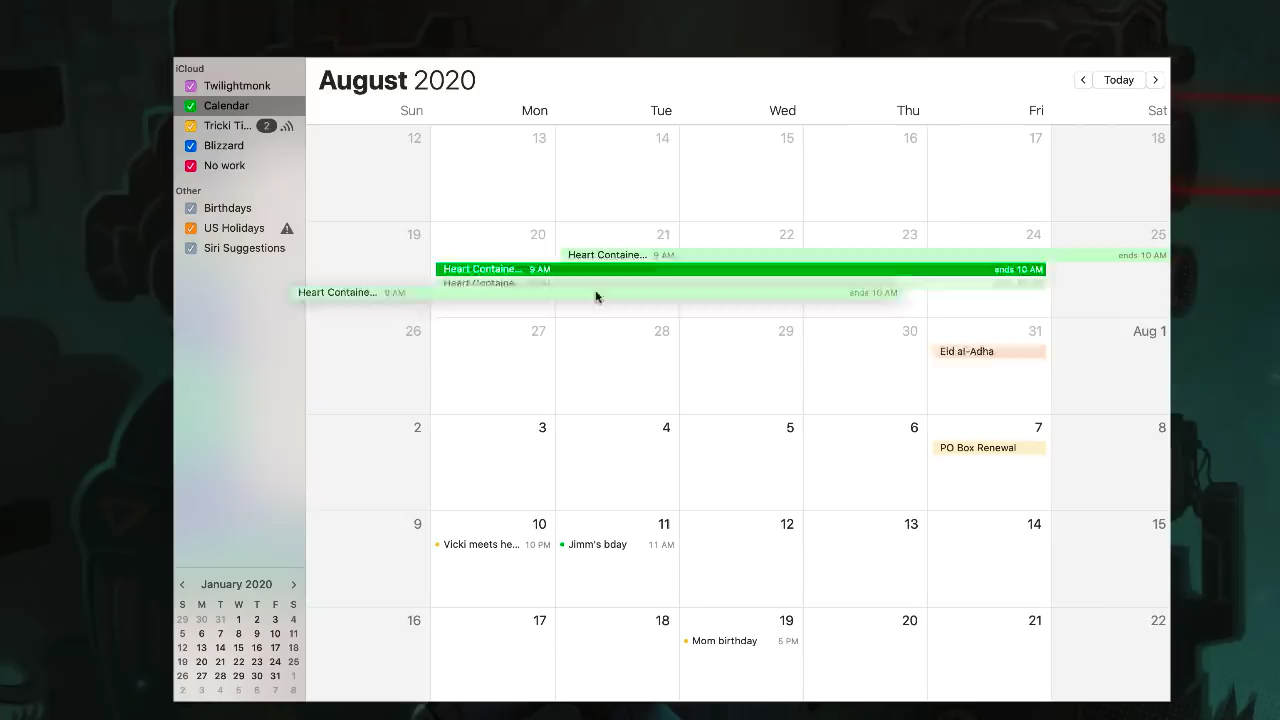 iCloud
Twilightmonk
Calendar
Tricki Ti... 2
Blizzard
No work
Other
Birthdays
US Holidays
Siri Suggestions
January 2020
S M T W T F S
29 30 31 1 2 3 4
5 6 7 8 9 10 11
12 13 14 15 16 17 18
19 20 21 22 23 24 25
26 27 28 29 30 31 1
2 3 4 5 6 7 8
August 2020
Today
Sun Mon Tue Wed Thu Fri Sat
12 13 14 15 16 17 18
19 20 21 22 23 24 25
Heart Containe... 9 AM ends 10 AM
Heart Containe... 9 AM ends 10 AM
Heart Containe...
Heart Containe... 9 AM ends 10 AM
26 27 28 29 30 31 Aug 1
Eid al-Adha
2 3 4 5 6 7 8
PO Box Renewal
9 10 11 12 13 14 15
Vicki meets he... 10 PM Jimm's bday 11 AM
16 17 18 19 20 21 22
Mom birthday 5 PM